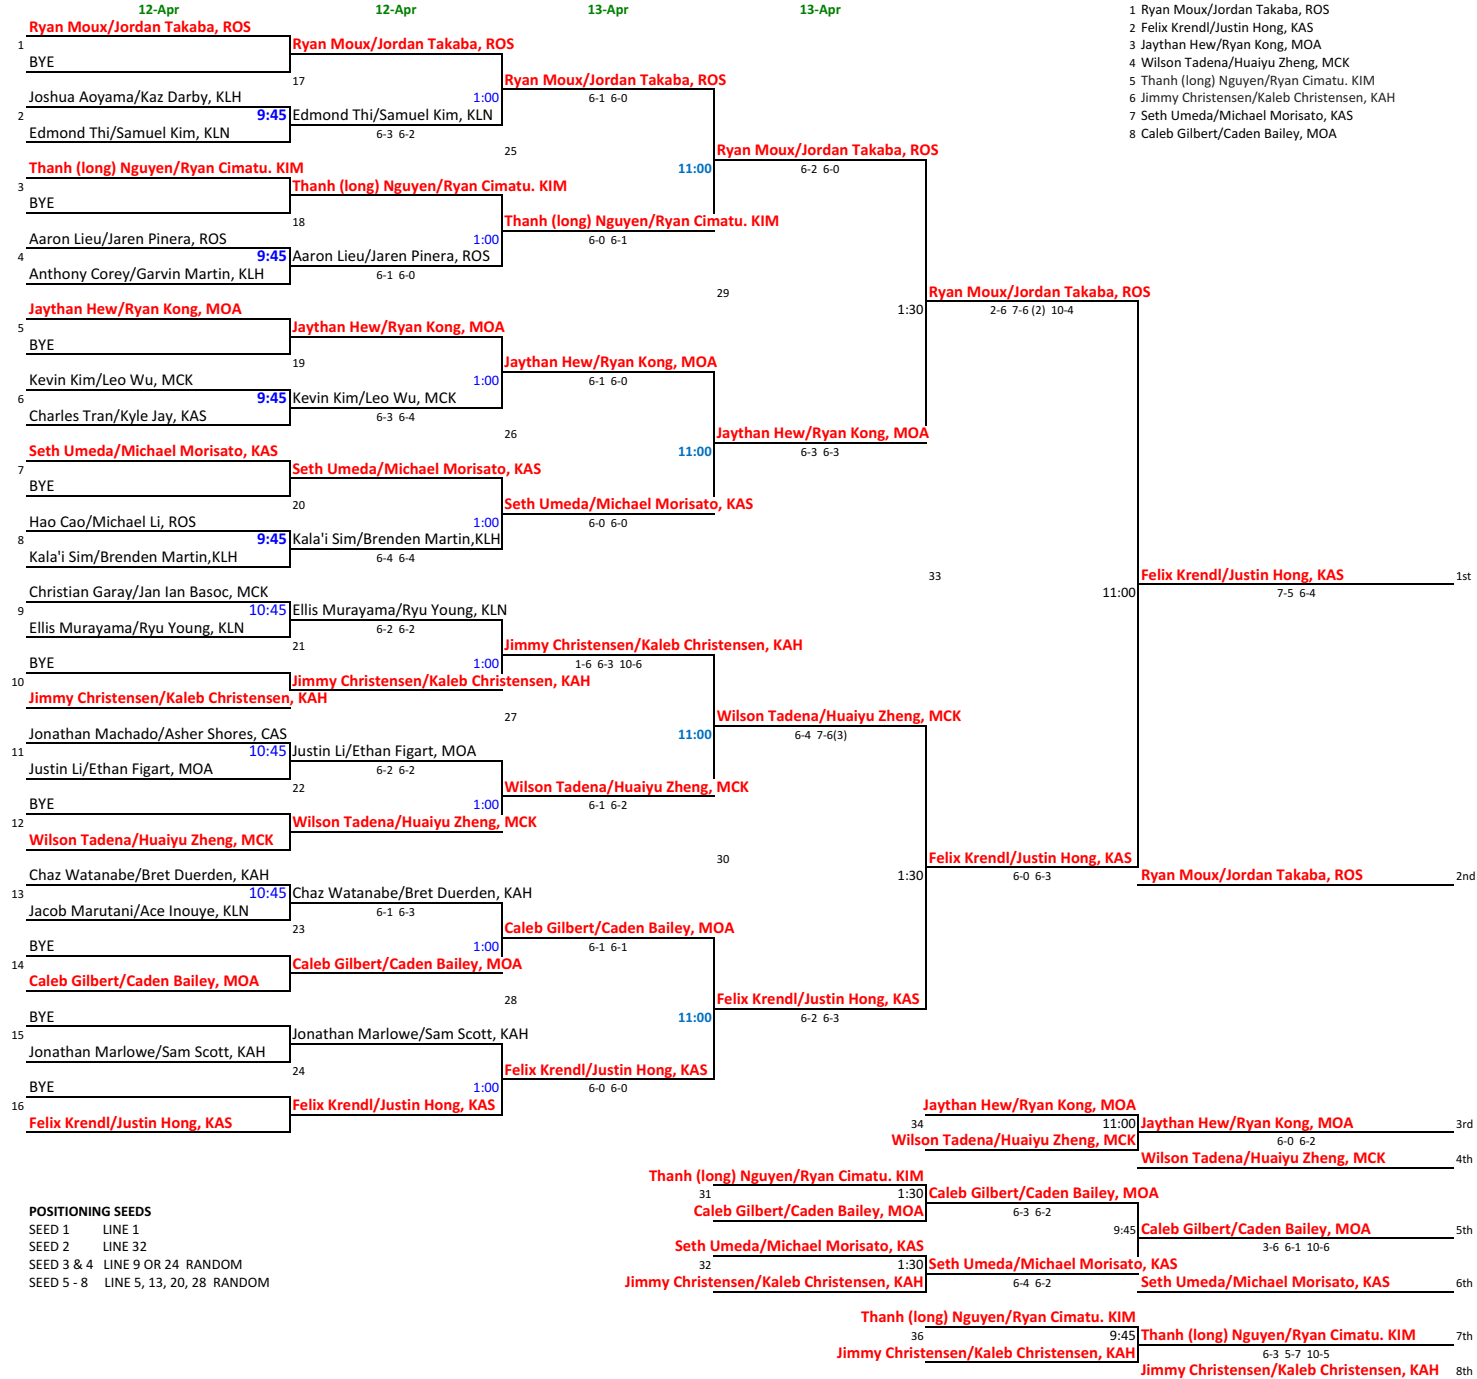 12-Apr 12-Apr 13-Apr 13-Apr
1 Ryan Moux/Jordan Takaba, ROS
2 Felix Krendl/Justin Hong, KAS
3 Jaythan Hew/Ryan Kong, MOA
4 Wilson Tadena/Huaiyu Zheng, MCK
5 Thanh (long) Nguyen/Ryan Cimatu. KIM
6 Jimmy Christensen/Kaleb Christensen, KAH
7 Seth Umeda/Michael Morisato, KAS
8 Caleb Gilbert/Caden Bailey, MOA
Ryan Moux/Jordan Takaba, ROS
1
BYE
Joshua Aoyama/Kaz Darby, KLH
2 9:45
Edmond Thi/Samuel Kim, KLN
Thanh (long) Nguyen/Ryan Cimatu. KIM
3
BYE
Aaron Lieu/Jaren Pinera, ROS
4 9:45
Anthony Corey/Garvin Martin, KLH
Jaythan Hew/Ryan Kong, MOA
5
BYE
Kevin Kim/Leo Wu, MCK
6 9:45
Charles Tran/Kyle Jay, KAS
Seth Umeda/Michael Morisato, KAS
7
BYE
Hao Cao/Michael Li, ROS
8 9:45
Kala'i Sim/Brenden Martin,KLH
Christian Garay/Jan Ian Basoc, MCK
9 10:45
Ellis Murayama/Ryu Young, KLN
BYE
10
Jimmy Christensen/Kaleb Christensen, KAH
Jonathan Machado/Asher Shores, CAS
11 10:45
Justin Li/Ethan Figart, MOA
BYE
12
Wilson Tadena/Huaiyu Zheng, MCK
Chaz Watanabe/Bret Duerden, KAH
13 10:45
Jacob Marutani/Ace Inouye, KLN
BYE
14
Caleb Gilbert/Caden Bailey, MOA
BYE
15
Jonathan Marlowe/Sam Scott, KAH
BYE
16
Felix Krendl/Justin Hong, KAS
Ryan Moux/Jordan Takaba, ROS
17
1:00
Edmond Thi/Samuel Kim, KLN
6-3 6-2
Thanh (long) Nguyen/Ryan Cimatu. KIM
18
1:00
Aaron Lieu/Jaren Pinera, ROS
6-1 6-0
Jaythan Hew/Ryan Kong, MOA
19
1:00
Kevin Kim/Leo Wu, MCK
6-3 6-4
Seth Umeda/Michael Morisato, KAS
20
1:00
Kala'i Sim/Brenden Martin,KLH
6-4 6-4
Ellis Murayama/Ryu Young, KLN
6-2 6-2
21
1:00
Jimmy Christensen/Kaleb Christensen, KAH
Justin Li/Ethan Figart, MOA
6-2 6-2
22
1:00
Wilson Tadena/Huaiyu Zheng, MCK
Chaz Watanabe/Bret Duerden, KAH
6-1 6-3
23
1:00
Caleb Gilbert/Caden Bailey, MOA
Jonathan Marlowe/Sam Scott, KAH
24
1:00
Felix Krendl/Justin Hong, KAS
Ryan Moux/Jordan Takaba, ROS
6-1 6-0
25
11:00
Thanh (long) Nguyen/Ryan Cimatu. KIM
6-0 6-1
Jaythan Hew/Ryan Kong, MOA
6-1 6-0
26
11:00
Seth Umeda/Michael Morisato, KAS
6-0 6-0
Jimmy Christensen/Kaleb Christensen, KAH
1-6 6-3 10-6
27
11:00
Wilson Tadena/Huaiyu Zheng, MCK
6-1 6-2
Caleb Gilbert/Caden Bailey, MOA
6-1 6-1
28
11:00
Felix Krendl/Justin Hong, KAS
6-0 6-0
Ryan Moux/Jordan Takaba, ROS
6-2 6-0
29
1:30
Jaythan Hew/Ryan Kong, MOA
6-3 6-3
Wilson Tadena/Huaiyu Zheng, MCK
6-4 7-6(3)
30
1:30
Felix Krendl/Justin Hong, KAS
6-2 6-3
Ryan Moux/Jordan Takaba, ROS
2-6 7-6 (2) 10-4
33
11:00
Felix Krendl/Justin Hong, KAS
6-0 6-3
Felix Krendl/Justin Hong, KAS 1st
7-5 6-4
Ryan Moux/Jordan Takaba, ROS 2nd
Jaythan Hew/Ryan Kong, MOA
34 11:00
Wilson Tadena/Huaiyu Zheng, MCK
Jaythan Hew/Ryan Kong, MOA 3rd
6-0 6-2
Wilson Tadena/Huaiyu Zheng, MCK 4th
Thanh (long) Nguyen/Ryan Cimatu. KIM
31 1:30
Caleb Gilbert/Caden Bailey, MOA
Caleb Gilbert/Caden Bailey, MOA
6-3 6-2
9:45
Seth Umeda/Michael Morisato, KAS
32 1:30
Jimmy Christensen/Kaleb Christensen, KAH
Seth Umeda/Michael Morisato, KAS
6-4 6-2
Caleb Gilbert/Caden Bailey, MOA 5th
3-6 6-1 10-6
Seth Umeda/Michael Morisato, KAS 6th
Thanh (long) Nguyen/Ryan Cimatu. KIM
36 9:45
Jimmy Christensen/Kaleb Christensen, KAH
Thanh (long) Nguyen/Ryan Cimatu. KIM 7th
6-3 5-7 10-5
Jimmy Christensen/Kaleb Christensen, KAH 8th
POSITIONING SEEDS
SEED 1 LINE 1
SEED 2 LINE 32
SEED 3 & 4 LINE 9 OR 24 RANDOM
SEED 5 - 8 LINE 5, 13, 20, 28 RANDOM